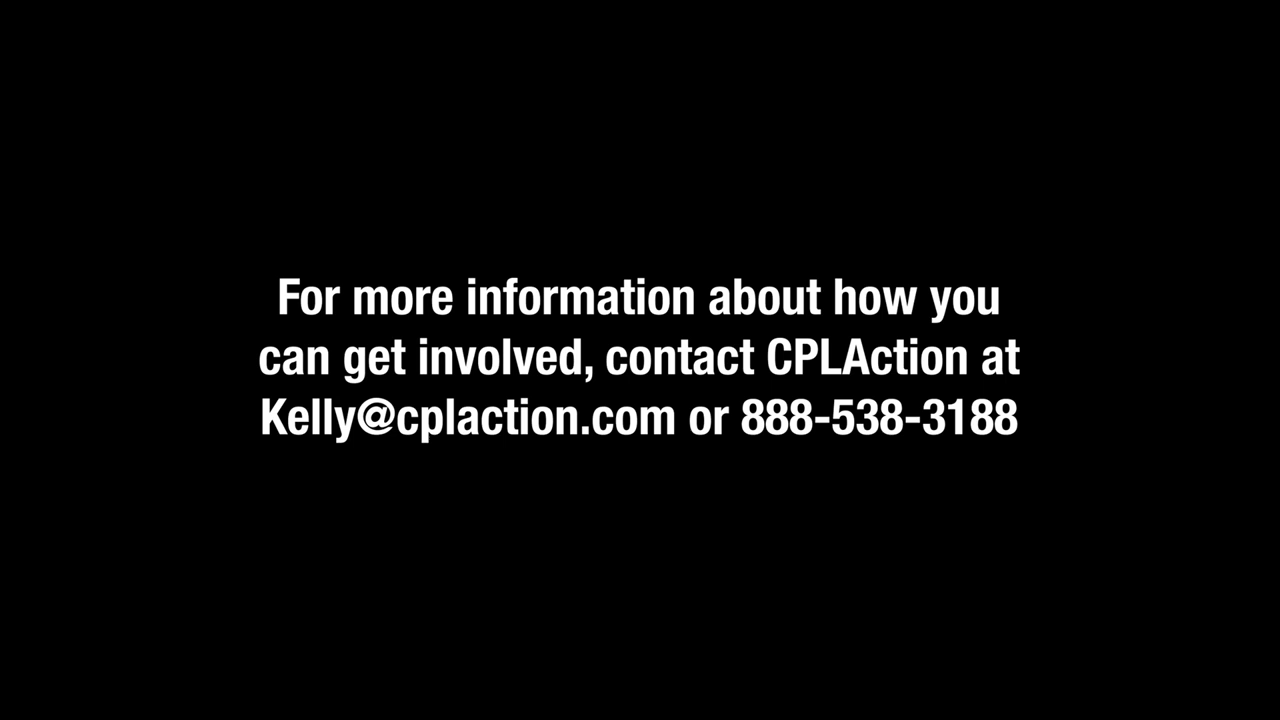 For more information about how you
can get involved, contact CPLAction at
Kelly@cplaction.com or 888-538-3188